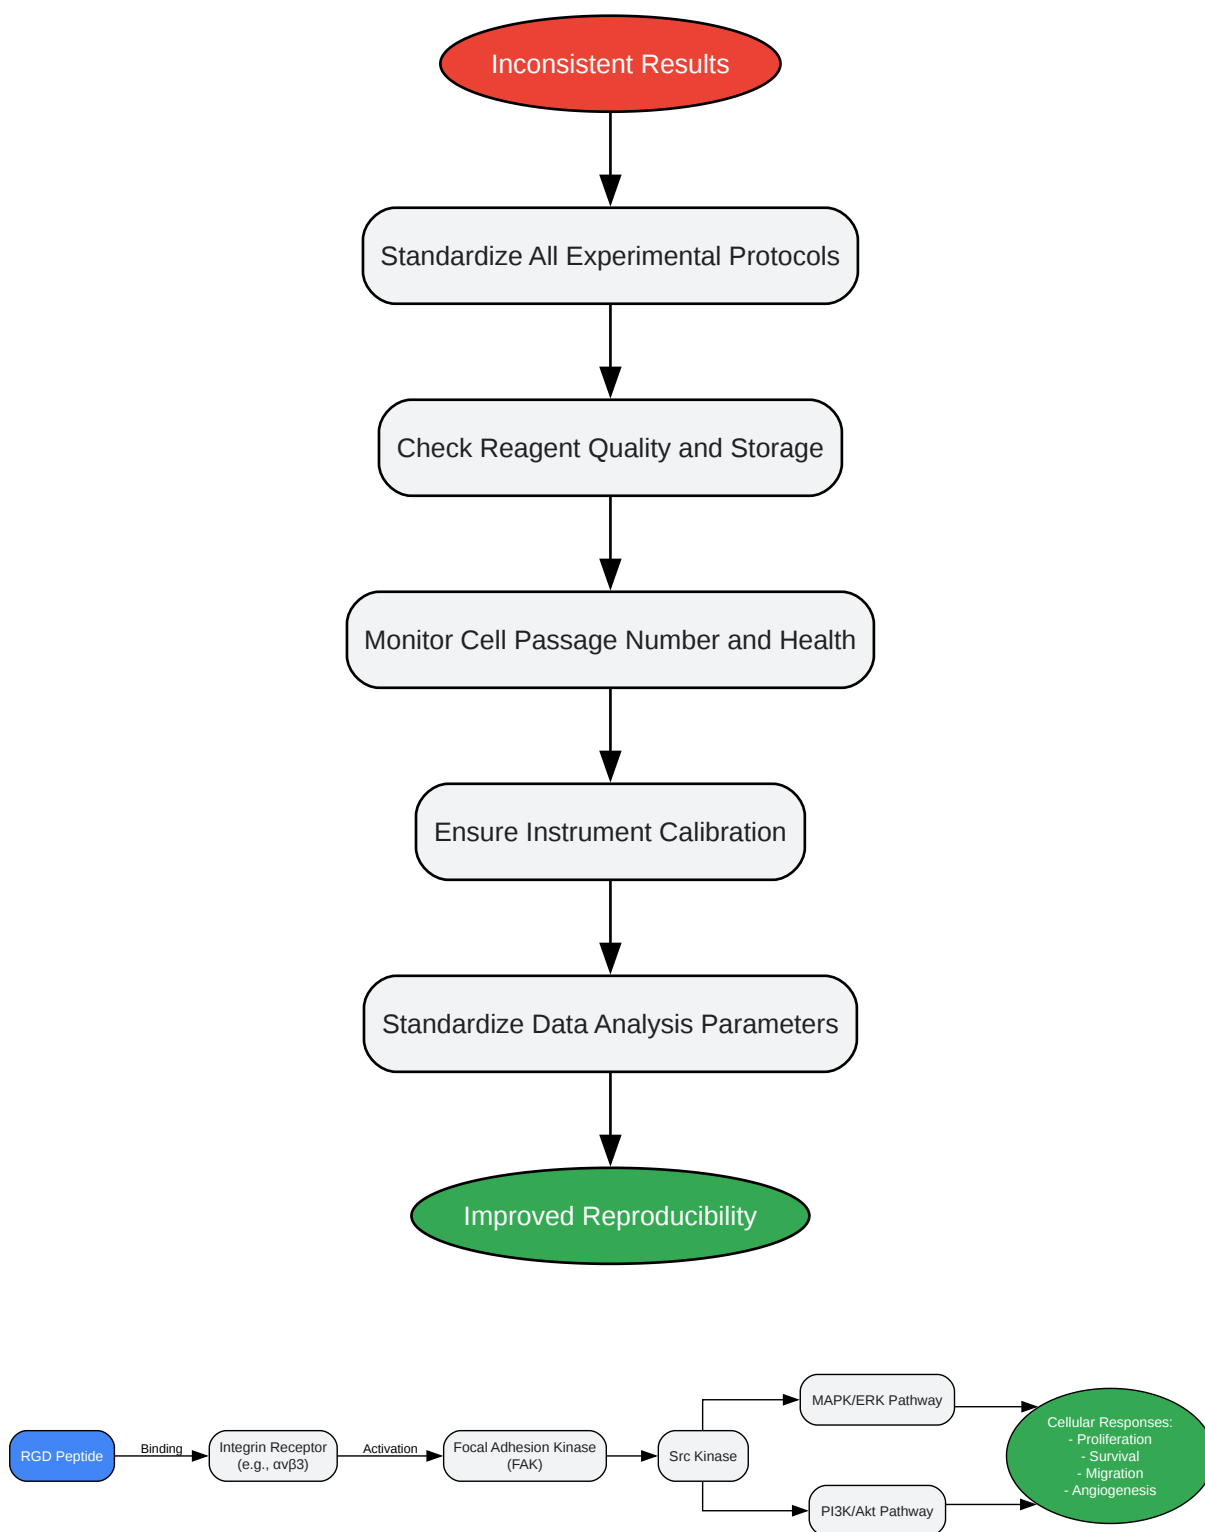 Inconsistent Results
Standardize All Experimental Protocols
Check Reagent Quality and Storage
Monitor Cell Passage Number and Health
Ensure Instrument Calibration
Standardize Data Analysis Parameters
Improved Reproducibility
RGD Peptide
Binding
Integrin Receptor
(e.g., αvβ3)
Activation
Focal Adhesion Kinase
(FAK)
Src Kinase
MAPK/ERK Pathway
PI3K/Akt Pathway
Cellular Responses:
- Proliferation
- Survival
- Migration
- Angiogenesis